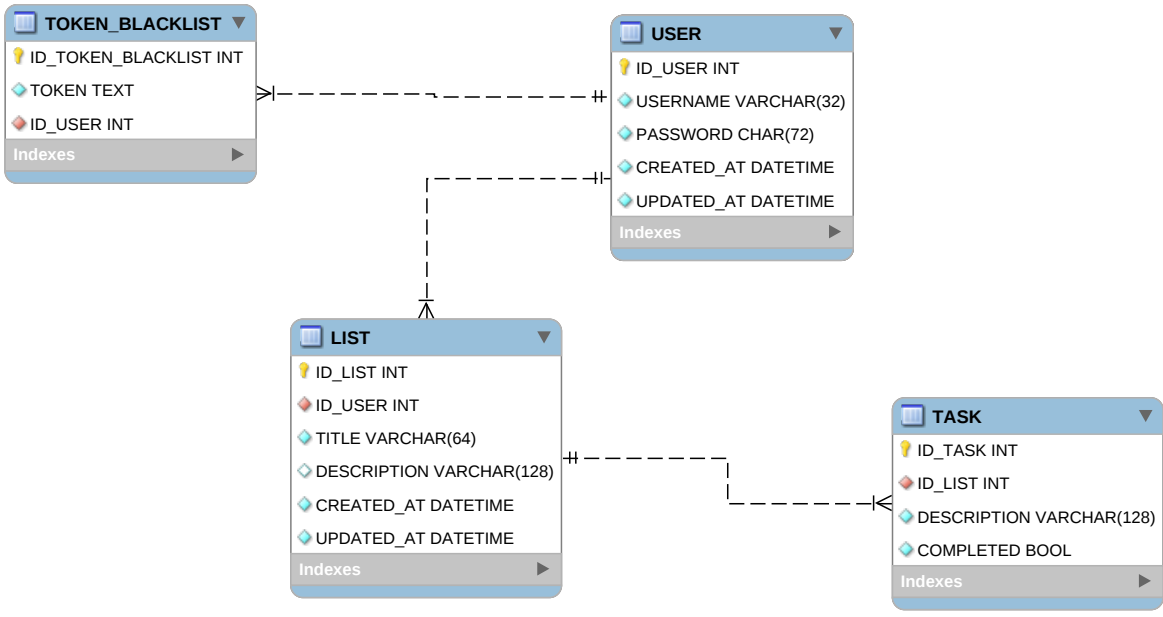 TOKEN_BLACKLIST
ID_TOKEN_BLACKLIST INT
TOKEN TEXT
ID_USER INT
Indexes
USER
ID_USER INT
USERNAME VARCHAR(32)
PASSWORD CHAR(72)
CREATED_AT DATETIME
UPDATED_AT DATETIME
Indexes
LIST
ID_LIST INT
ID_USER INT
TITLE VARCHAR(64)
DESCRIPTION VARCHAR(128)
CREATED_AT DATETIME
UPDATED_AT DATETIME
Indexes
TASK
ID_TASK INT
ID_LIST INT
DESCRIPTION VARCHAR(128)
COMPLETED BOOL
Indexes